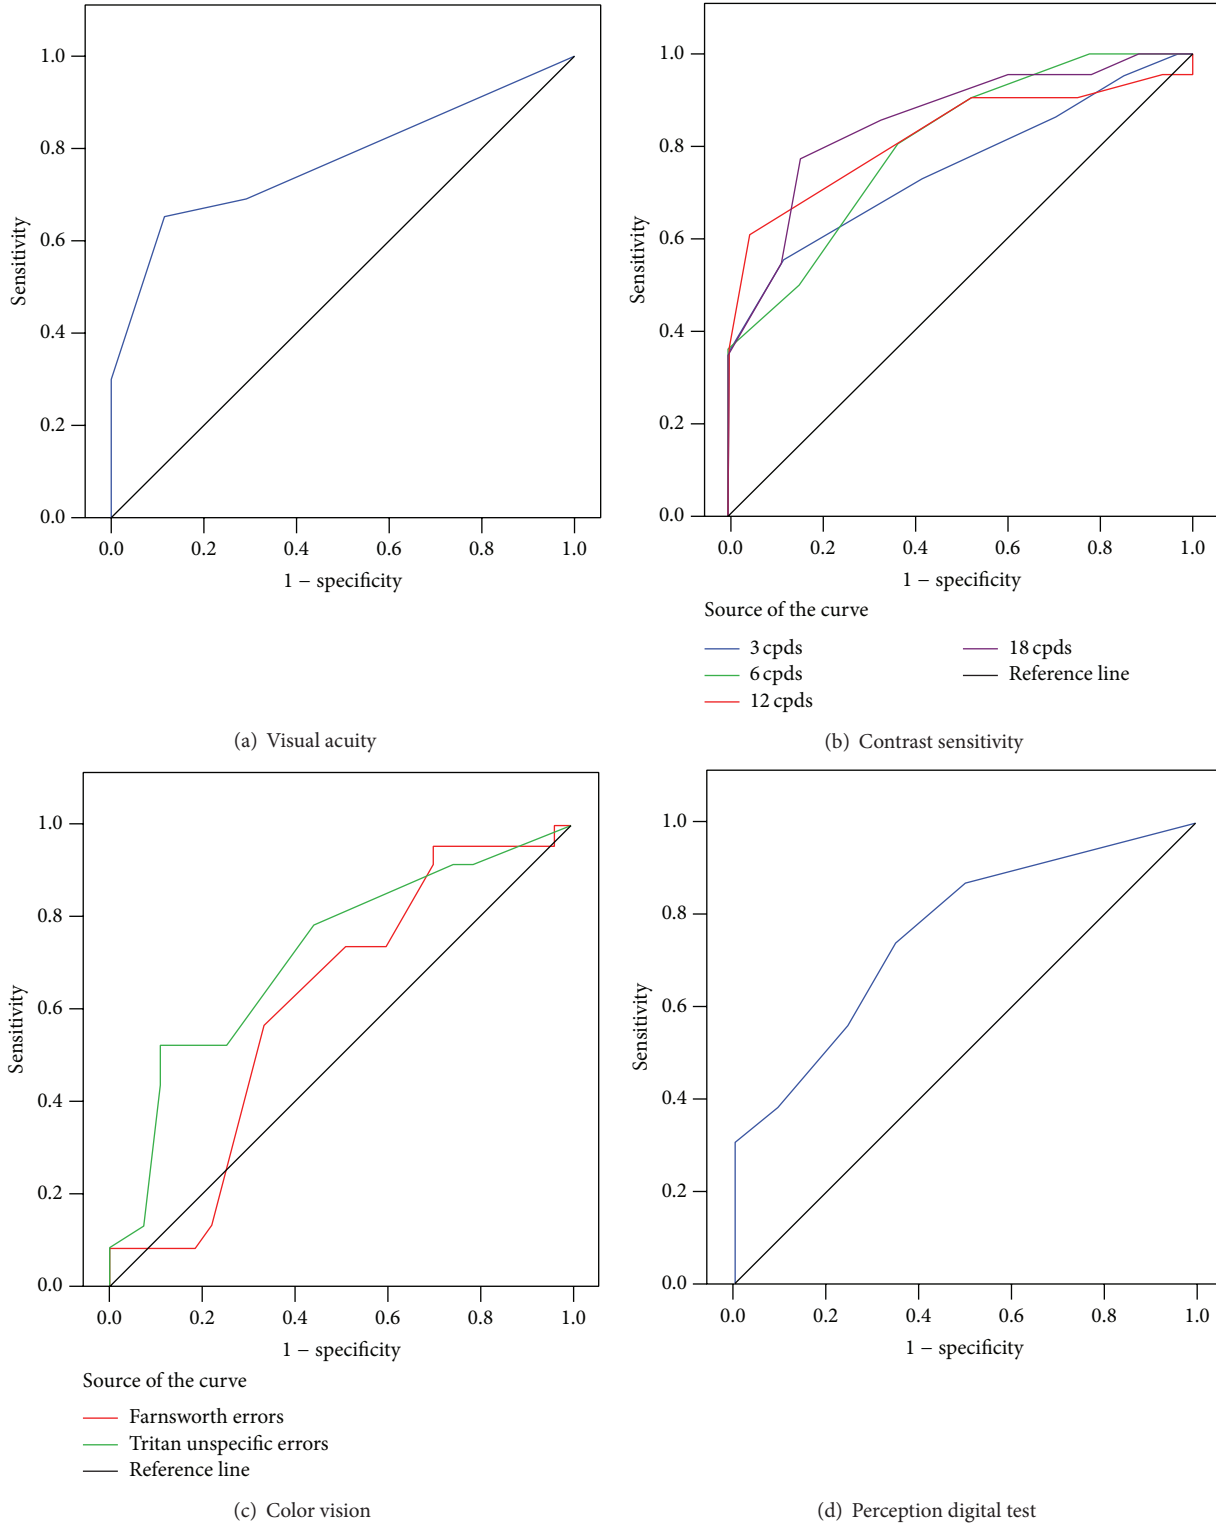 1.0
0.8
0.6
0.4
0.2
0.0
Sensitivity
0.0 0.2 0.4 0.6 0.8 1.0
1 − specificity
(a) Visual acuity
1.0
0.8
0.6
0.4
0.2
0.0
Sensitivity
0.0 0.2 0.4 0.6 0.8 1.0
1 − specificity
Source of the curve
3 cpds
6 cpds
12 cpds
18 cpds
Reference line
(b) Contrast sensitivity
1.0
0.8
0.6
0.4
0.2
0.0
Sensitivity
0.0 0.2 0.4 0.6 0.8 1.0
1 − specificity
Source of the curve
Farnsworth errors
Tritan unspecific errors
Reference line
(c) Color vision
1.0
0.8
0.6
0.4
0.2
0.0
Sensitivity
0.0 0.2 0.4 0.6 0.8 1.0
1 − specificity
(d) Perception digital test